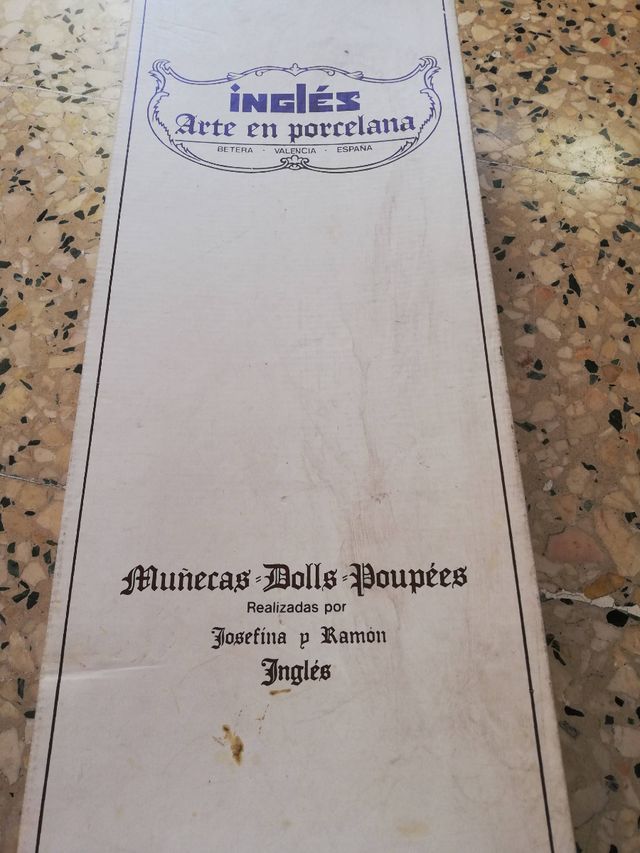 inglés
Arte en porcelana
BETERA · VALENCIA · ESPAÑA
Muñecas=Dolls=Poupées
Realizadas por
Josefina y Ramón
Inglés